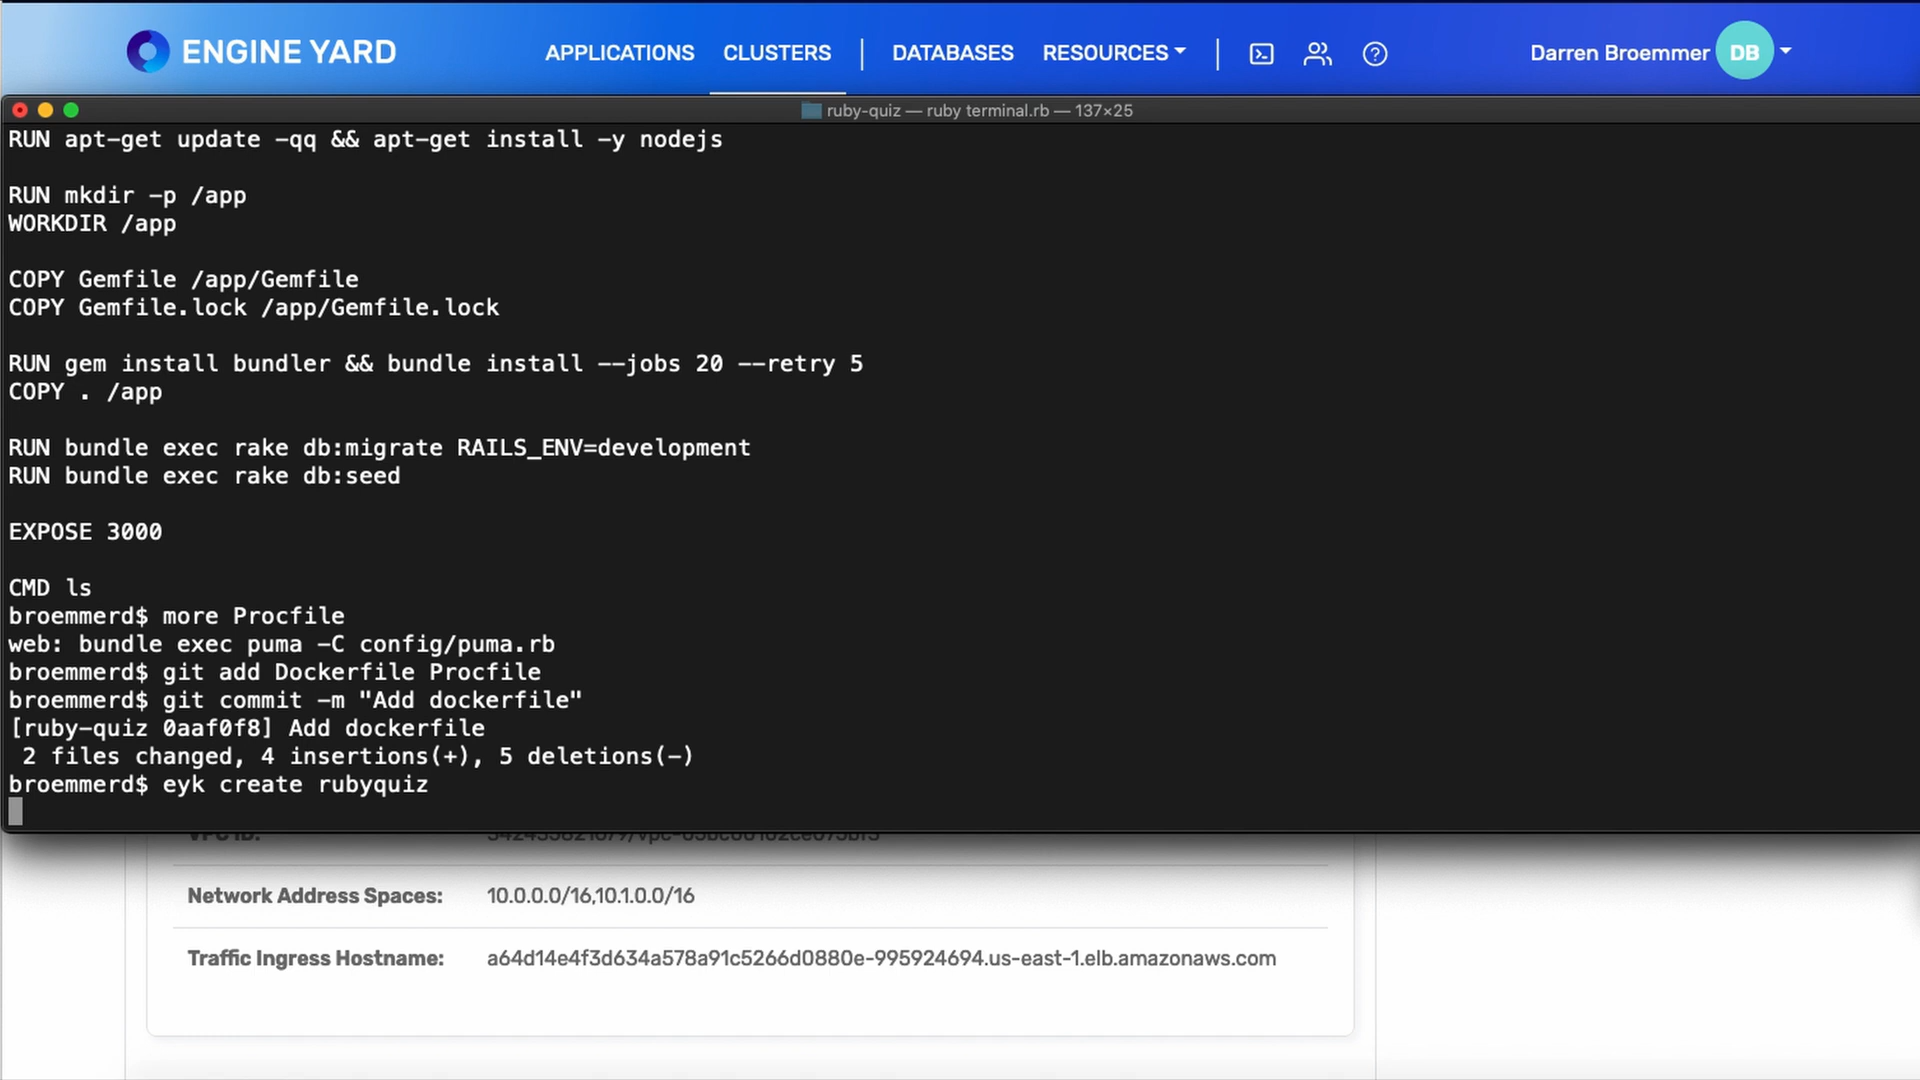 ENGINE YARD
APPLICATIONS CLUSTERS DATABASES RESOURCES Darren Broemmer DB
ruby-quiz — ruby terminal.rb — 137×25
RUN apt-get update -qq && apt-get install -y nodejs
RUN mkdir -p /app
WORKDIR /app
COPY Gemfile /app/Gemfile
COPY Gemfile.lock /app/Gemfile.lock
RUN gem install bundler && bundle install --jobs 20 --retry 5
COPY . /app
RUN bundle exec rake db:migrate RAILS_ENV=development
RUN bundle exec rake db:seed
EXPOSE 3000
CMD ls
broemmerd$ more Procfile
web: bundle exec puma -C config/puma.rb
broemmerd$ git add Dockerfile Procfile
broemmerd$ git commit -m "Add dockerfile"
[ruby-quiz 0aaf0f8] Add dockerfile
 2 files changed, 4 insertions(+), 5 deletions(-)
broemmerd$ eyk create rubyquiz
VPC ID:
Network Address Spaces: 10.0.0.0/16,10.1.0.0/16
Traffic Ingress Hostname: a64d14e4f3d634a578a91c5266d0880e-995924694.us-east-1.elb.amazonaws.com